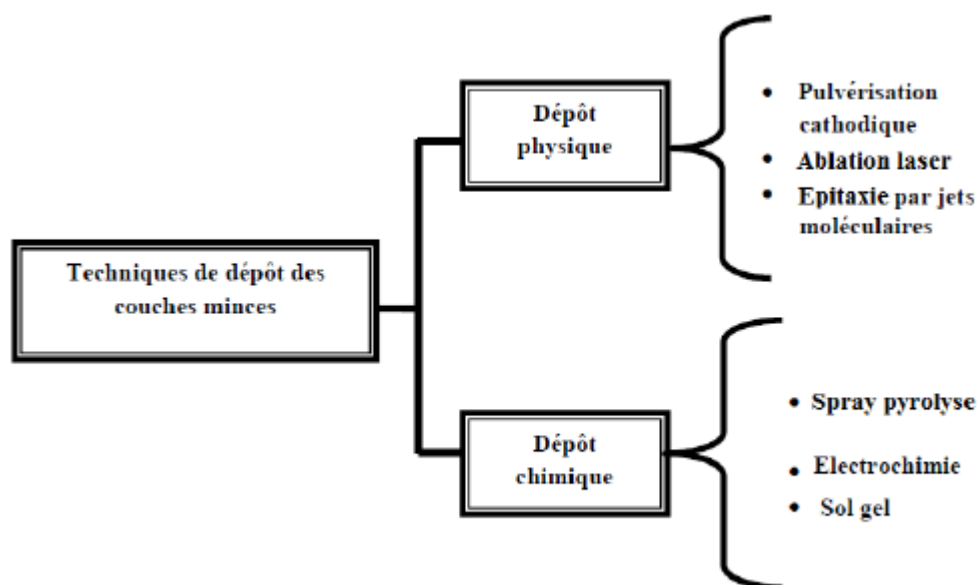 Techniques de dépôt des
couches minces
Dépôt
physique
• Pulvérisation
cathodique
• Ablation laser
• Epitaxie par jets
moléculaires
Dépôt
chimique
• Spray pyrolyse
• Electrochimie
• Sol gel